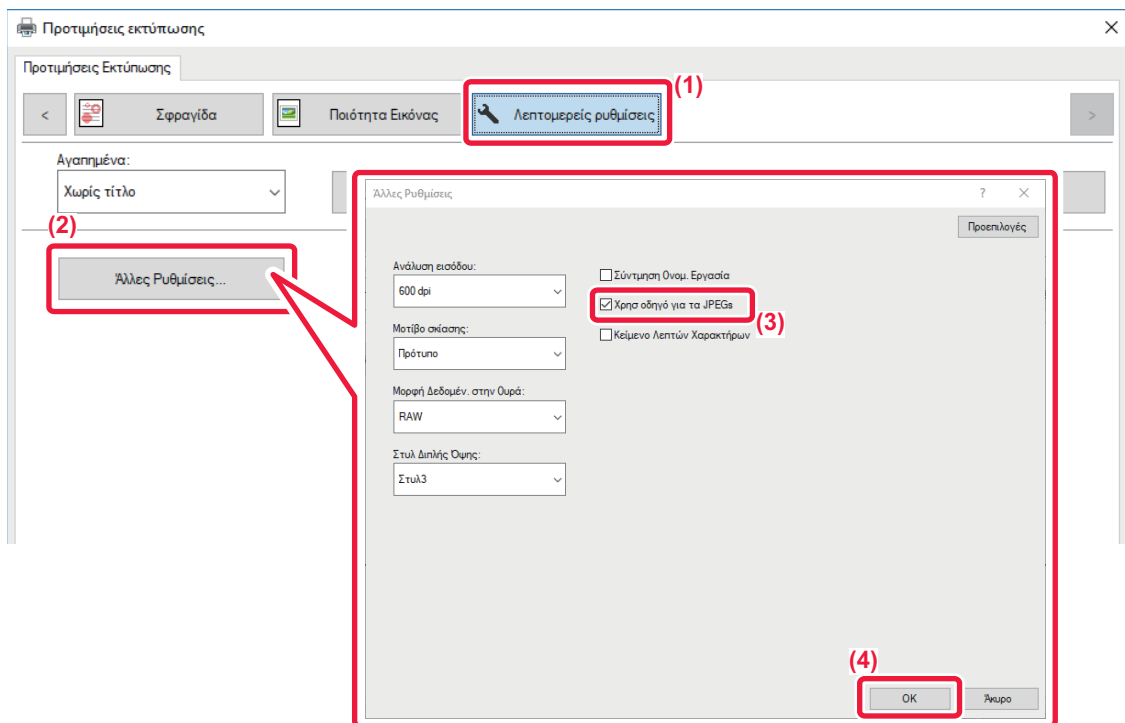 Προτιμήσεις εκτύπωσης
Προτιμήσεις Εκτύπωσης
(1)
< Σφραγίδα Ποιότητα Εικόνας Λεπτομερείς ρυθμίσεις >
Αγαπημένα:
Χωρίς τίτλο
(2)
Άλλες Ρυθμίσεις...
Άλλες Ρυθμίσεις ?
Προεπιλογές
Ανάλυση εισόδου:
600 dpi
Μοτίβο σκίασης:
Πρότυπο
Μορφή Δεδομέν. στην Ουρά:
RAW
Στυλ Διπλής Όψης:
Στυλ3
Σύντμηση Ονομ. Εργασία
Χρησ οδηγό για τα JPEGs
(3)
Κείμενο Λεπτών Χαρακτήρων
(4)
OK Άκυρο